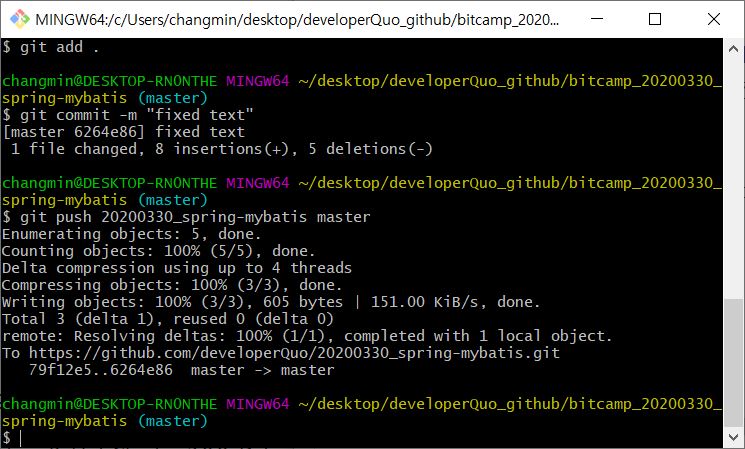 MINGW64:/c/Users/changmin/desktop/developerQuo_github/bitcamp_2020...
$ git add .
changmin@DESKTOP-RN0NTHE MINGW64 ~/desktop/developerQuo_github/bitcamp_20200330_
spring-mybatis (master)
$ git commit -m "fixed text"
[master 6264e86] fixed text
 1 file changed, 8 insertions(+), 5 deletions(-)
changmin@DESKTOP-RN0NTHE MINGW64 ~/desktop/developerQuo_github/bitcamp_20200330_
spring-mybatis (master)
$ git push 20200330_spring-mybatis master
Enumerating objects: 5, done.
Counting objects: 100% (5/5), done.
Delta compression using up to 4 threads
Compressing objects: 100% (3/3), done.
Writing objects: 100% (3/3), 605 bytes | 151.00 KiB/s, done.
Total 3 (delta 1), reused 0 (delta 0)
remote: Resolving deltas: 100% (1/1), completed with 1 local object.
To https://github.com/developerQuo/20200330_spring-mybatis.git
   79f12e5..6264e86  master -> master
changmin@DESKTOP-RN0NTHE MINGW64 ~/desktop/developerQuo_github/bitcamp_20200330_
spring-mybatis (master)
$